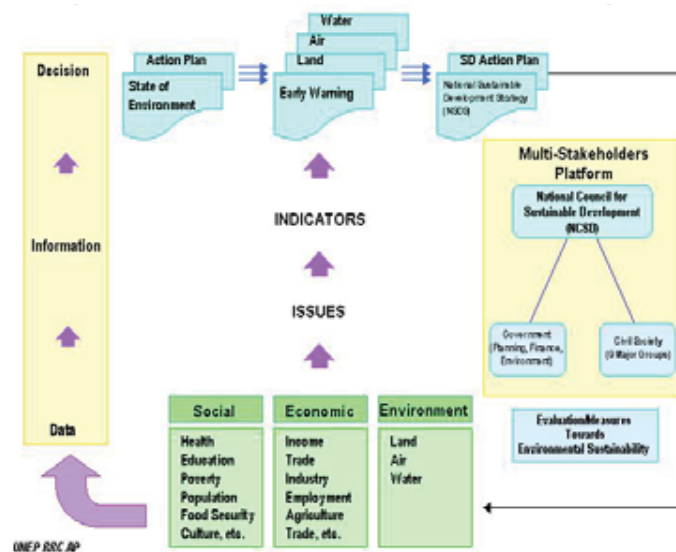 Water
Air
Land
Early Warning
Action Plan
State of
Environment
SD Action Plan
National Sustainable
Development Strategy
(NSDS)
Decision
Information
Data
INDICATORS
ISSUES
Multi-Stakeholders
Platform
National Council for
Sustainable Development
(NCSD)
Government
(Planning, Finance,
Environment)
Civil Society
(9 Major Groups)
Evaluation/Measures
Towards
Environmental Sustainability
Social
Health
Education
Poverty
Population
Food Security
Culture, etc.
Economic
Income
Trade
Industry
Employment
Agriculture
Trade, etc.
Environment
Land
Air
Water
UNEP RRC.AP